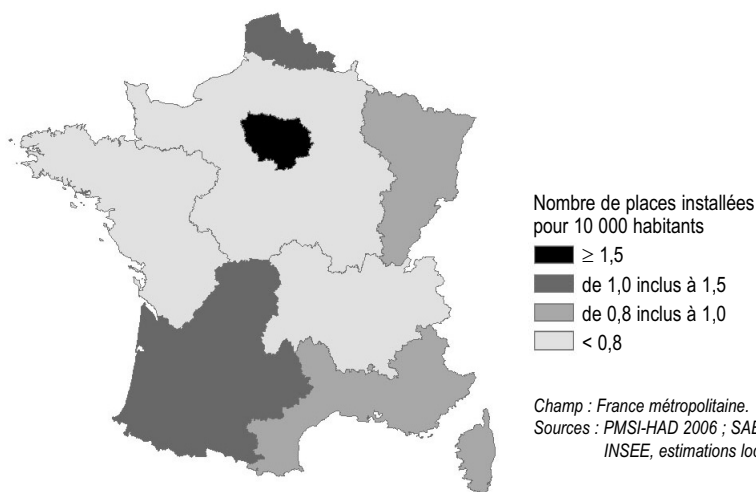 Nombre de places installées
pour 10 000 habitants
≥ 1,5
de 1,0 inclus à 1,5
de 0,8 inclus à 1,0
< 0,8
Champ : France métropolitaine.
Sources : PMSI-HAD 2006 ; SAE
INSEE, estimations